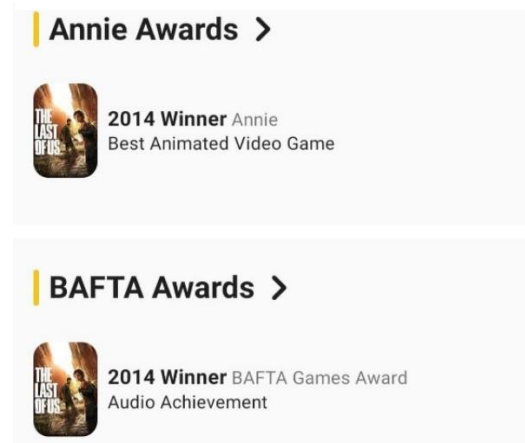 Annie Awards
THE
LAST
OF US
2014 Winner Annie
Best Animated Video Game
BAFTA Awards
THE
LAST
OF US
2014 Winner BAFTA Games Award
Audio Achievement